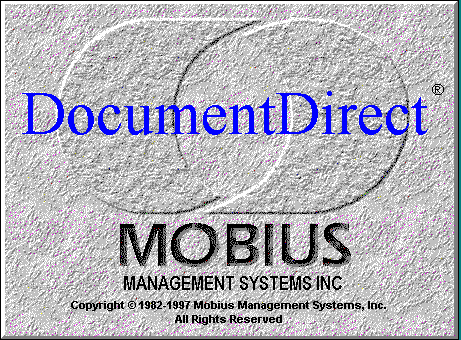 DocumentDirect®
MOBIUS
MANAGEMENT SYSTEMS INC
Copyright © 1982-1997 Mobius Management Systems, Inc.
All Rights Reserved